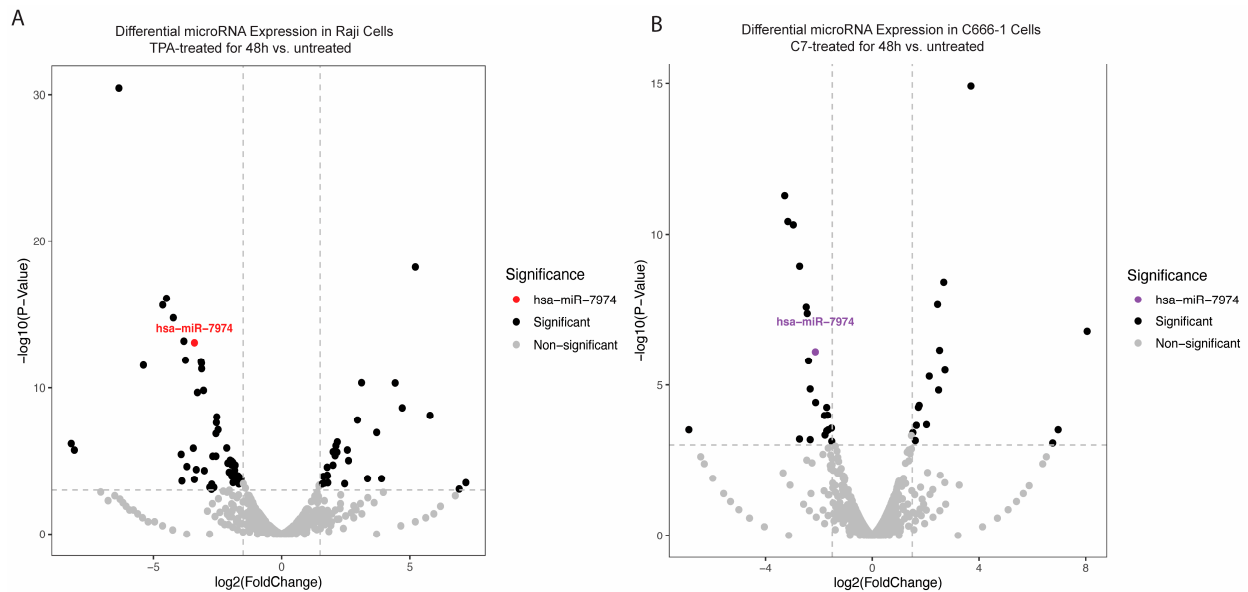 A
Differential microRNA Expression in Raji Cells
TPA-treated for 48h vs. untreated
30
20
10
0
−log10(P−Value)
hsa−miR−7974
−5
0
5
log2(FoldChange)
Significance
hsa−miR−7974
Significant
Non−significant
B
Differential microRNA Expression in C666-1 Cells
C7-treated for 48h vs. untreated
15
10
5
0
−log10(P−Value)
hsa−miR−7974
−4
0
4
8
log2(FoldChange)
Significance
hsa−miR−7974
Significant
Non−significant